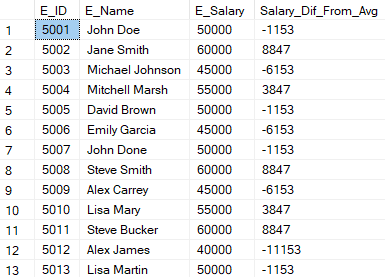 E_ID E_Name E_Salary Salary_Dif_From_Avg
1 5001 John Doe 50000 -1153
2 5002 Jane Smith 60000 8847
3 5003 Michael Johnson 45000 -6153
4 5004 Mitchell Marsh 55000 3847
5 5005 David Brown 50000 -1153
6 5006 Emily Garcia 45000 -6153
7 5007 John Done 50000 -1153
8 5008 Steve Smith 60000 8847
9 5009 Alex Carrey 45000 -6153
10 5010 Lisa Mary 55000 3847
11 5011 Steve Bucker 60000 8847
12 5012 Alex James 40000 -11153
13 5013 Lisa Martin 50000 -1153